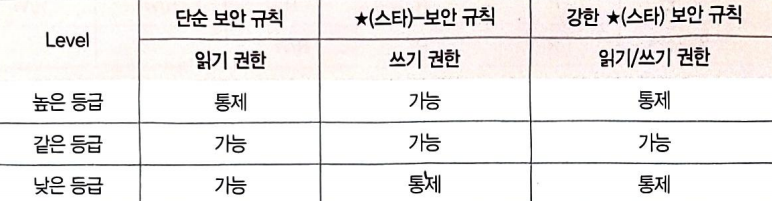 Level 단순 보안 규칙 ★(스타)–보안 규칙 강한 ★(스타) 보안 규칙
읽기 권한 쓰기 권한 읽기/쓰기 권한
높은 등급 통제 가능 통제
같은 등급 가능 가능 가능
낮은 등급 가능 통제 통제